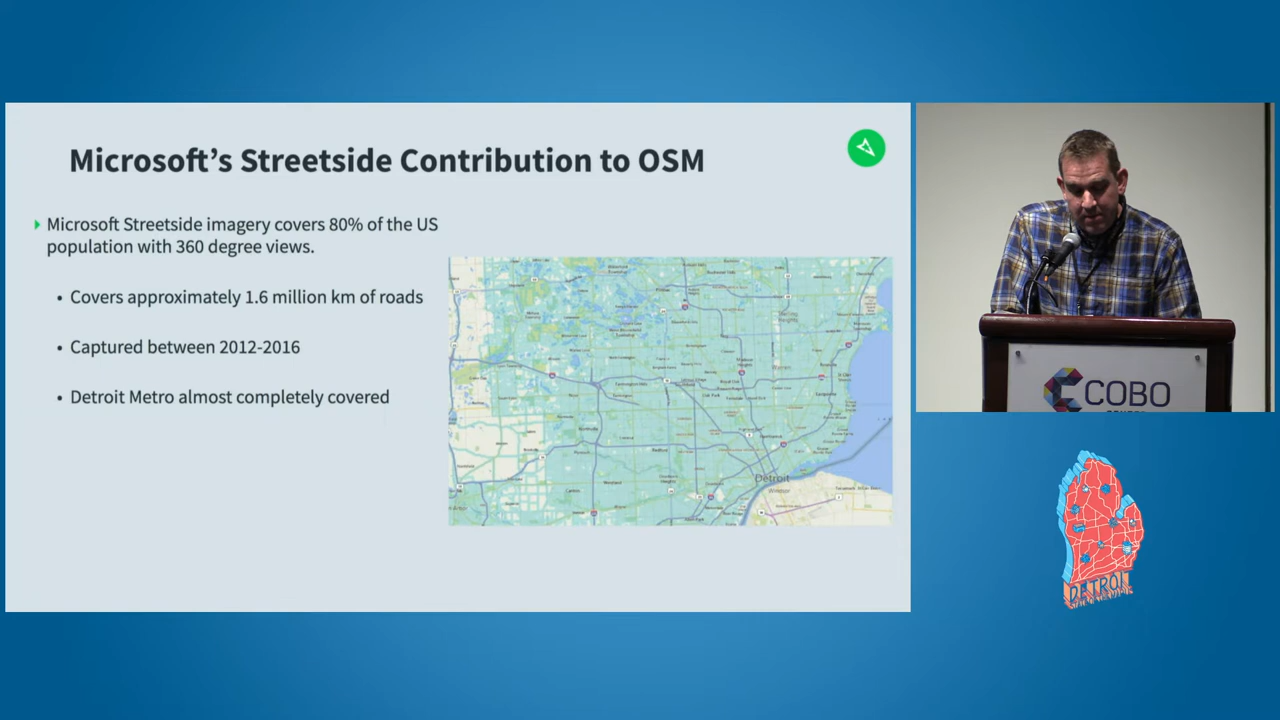 Microsoft's Streetside Contribution to OSM
Microsoft Streetside imagery covers 80% of the US
population with 360 degree views.
• Covers approximately 1.6 million km of roads
• Captured between 2012-2016
• Detroit Metro almost completely covered
Detroit
Windsor
COBO
DETROIT